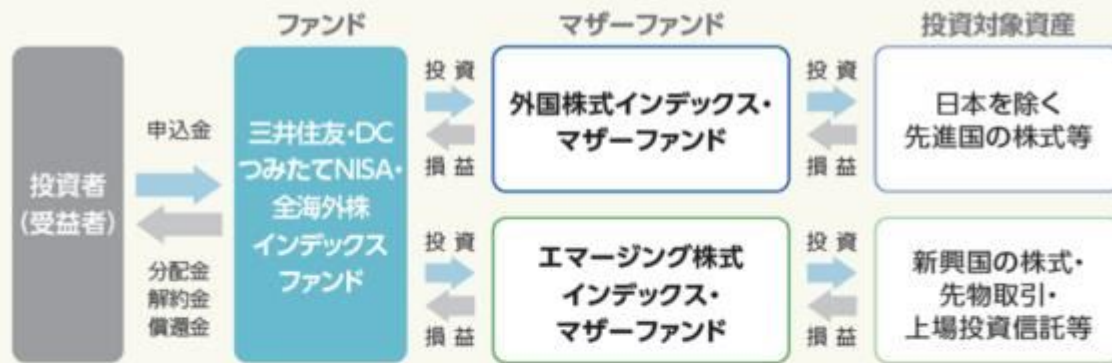 ファンド
マザーファンド
投資対象資産
投資者
(受益者)
申込金
分配金
解約金
償還金
三井住友・DC
つみたてNISA・
全海外株
インデックス
ファンド
投資
損益
外国株式インデックス・
マザーファンド
投資
損益
日本を除く
先進国の株式等
投資
損益
エマージング株式
インデックス・
マザーファンド
投資
損益
新興国の株式・
先物取引・
上場投資信託等